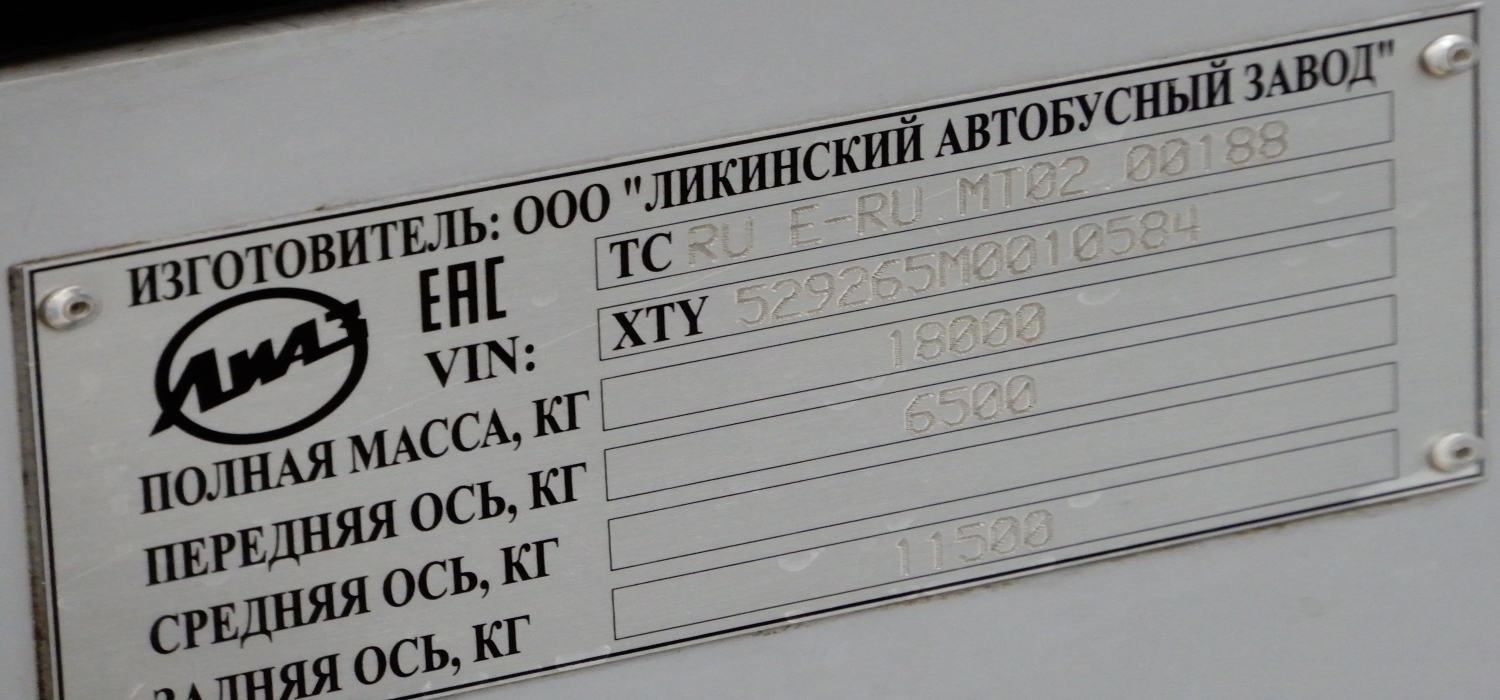 ИЗГОТОВИТЕЛЬ: ООО "ЛИКИНСКИЙ АВТОБУСНЫЙ ЗАВОД"
ЛиАЗ EAC ТС RU E-RU.MT02.00188
VIN: XTY 529265M0010584
ПОЛНАЯ МАССА, КГ 18000
ПЕРЕДНЯЯ ОСЬ, КГ 6500
СРЕДНЯЯ ОСЬ, КГ
ЗАДНЯЯ ОСЬ, КГ 11500